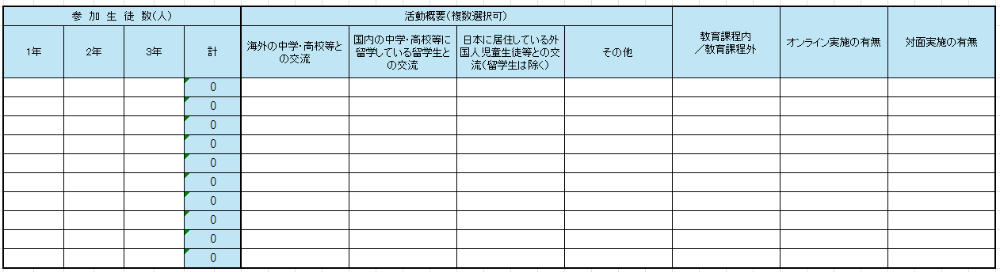 参 加 生 徒 数(人)
活動概要(複数選択可)
1年
2年
3年
計
海外の中学・高校等と
の交流
国内の中学・高校等に
留学している留学生と
の交流
日本に居住している外
国人児童生徒等との交
流(留学生は除く)
その他
教育課程内
／教育課程外
オンライン実施の有無
対面実施の有無
0
0
0
0
0
0
0
0
0
0